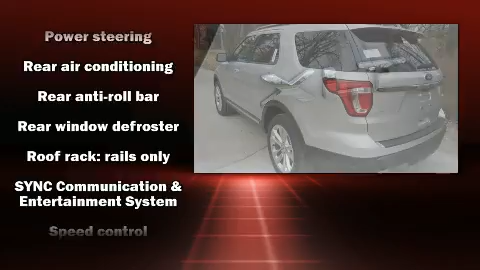 Power steering
Rear air conditioning
Rear anti-roll bar
Rear window defroster
Roof rack: rails only
SYNC Communication &
Entertainment System
Speed control